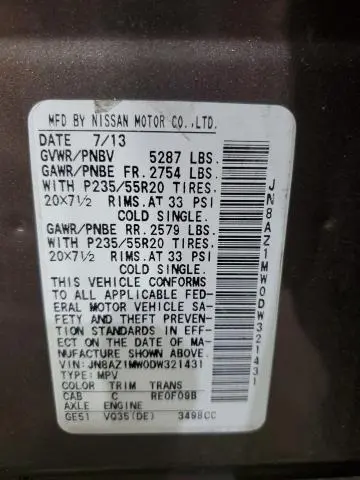 MFD BY NISSAN MOTOR CO.,LTD.
DATE 7/13
GVWR/PNBV 5287 LBS.
GAWR/PNBE FR. 2754 LBS.
WITH P235/55R20 TIRES.
20×7½ RIMS.AT 33 PSI
COLD SINGLE.
GAWR/PNBE RR. 2579 LBS.
WITH P235/55R20 TIRES.
20×7½ RIMS.AT 33 PSI
COLD SINGLE.
THIS VEHICLE CONFORMS
TO ALL APPLICABLE FED-
ERAL MOTOR VEHICLE SA-
FETY AND THEFT PREVEN-
TION STANDARDS IN EFF-
ECT ON THE DATE OF MA-
NUFACTURE SHOWN ABOVE.
VIN: JN8AZ1MW0DW321431
TYPE: MPV
COLOR TRIM TRANS
CAB C RE0F09B
AXLE ENGINE
GE51 VQ35(DE) 3498CC
JN8AZ1MW0DW321431